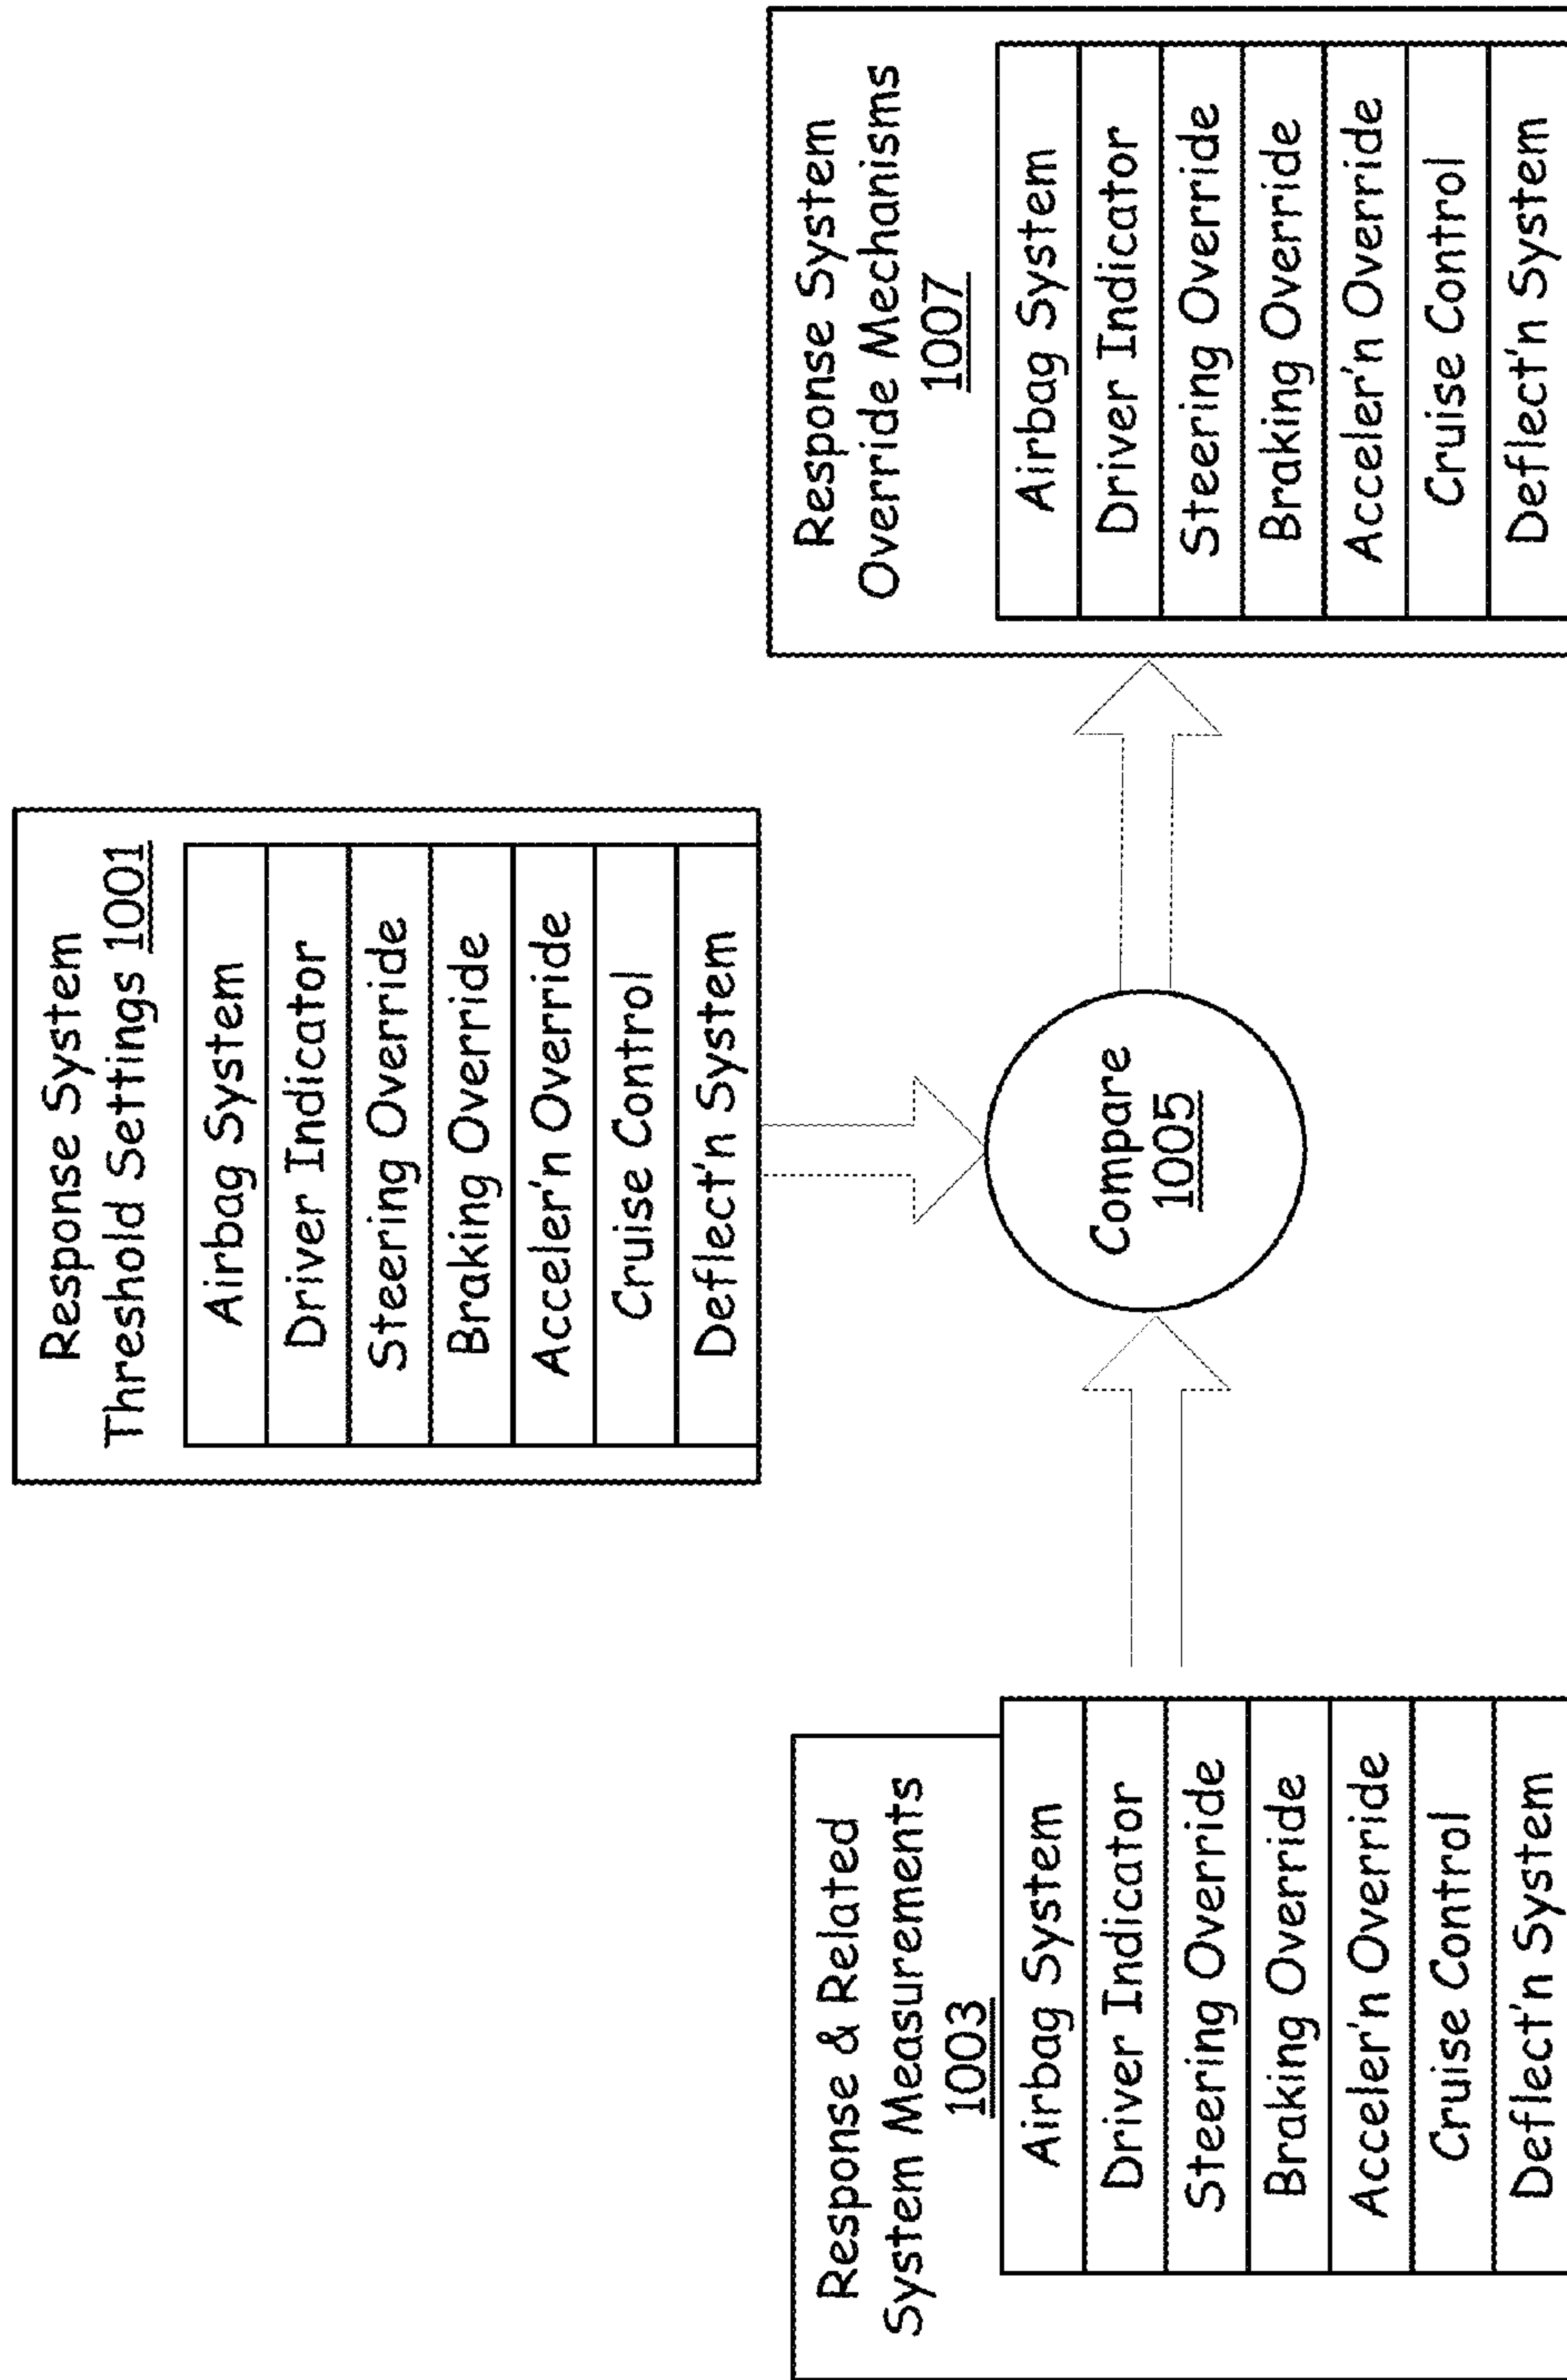 Response System
Threshold Settings 1001
Airbag System
Driver Indicator
Steering Override
Braking Override
Acceler'n Override
Cruise Control
Deflect'n System
Response & Related
System Measurements
1003
Airbag System
Driver Indicator
Steering Override
Braking Override
Acceler'n Override
Cruise Control
Deflect'n System
Compare
1005
Response System
Override Mechanisms
1007
Airbag System
Driver Indicator
Steering Override
Braking Override
Acceler'n Override
Cruise Control
Deflect'n System